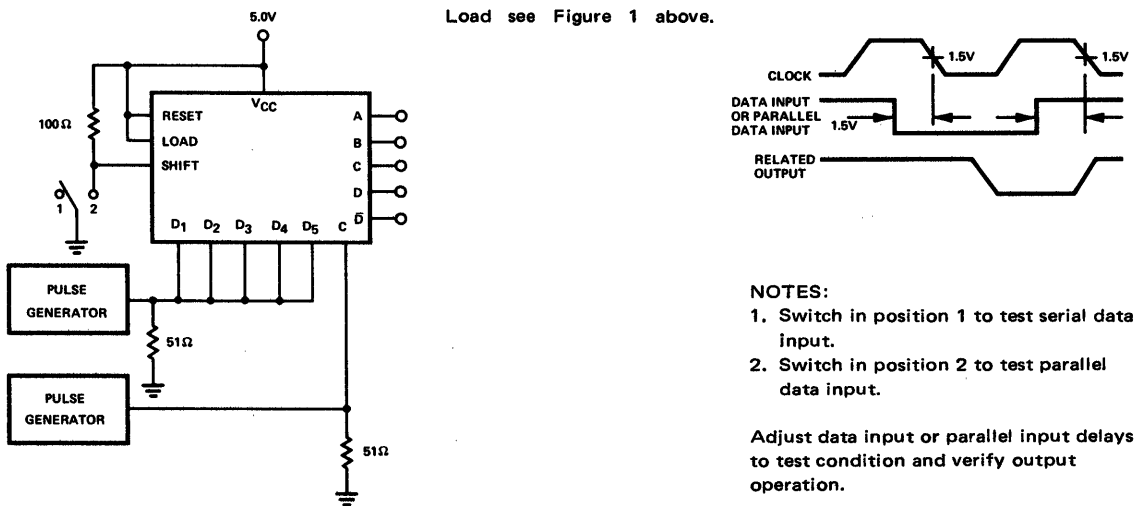 Load see Figure 1 above.
5.0V
VCC
RESET
LOAD
SHIFT
100Ω
1
2
A
B
C
D
D̅
D1 D2 D3 D4 D5 C
PULSE
GENERATOR
51Ω
PULSE
GENERATOR
51Ω
CLOCK
1.5V
1.5V
DATA INPUT
OR PARALLEL
DATA INPUT
1.5V
RELATED
OUTPUT
NOTES:
1. Switch in position 1 to test serial data
input.
2. Switch in position 2 to test parallel
data input.
Adjust data input or parallel input delays
to test condition and verify output
operation.